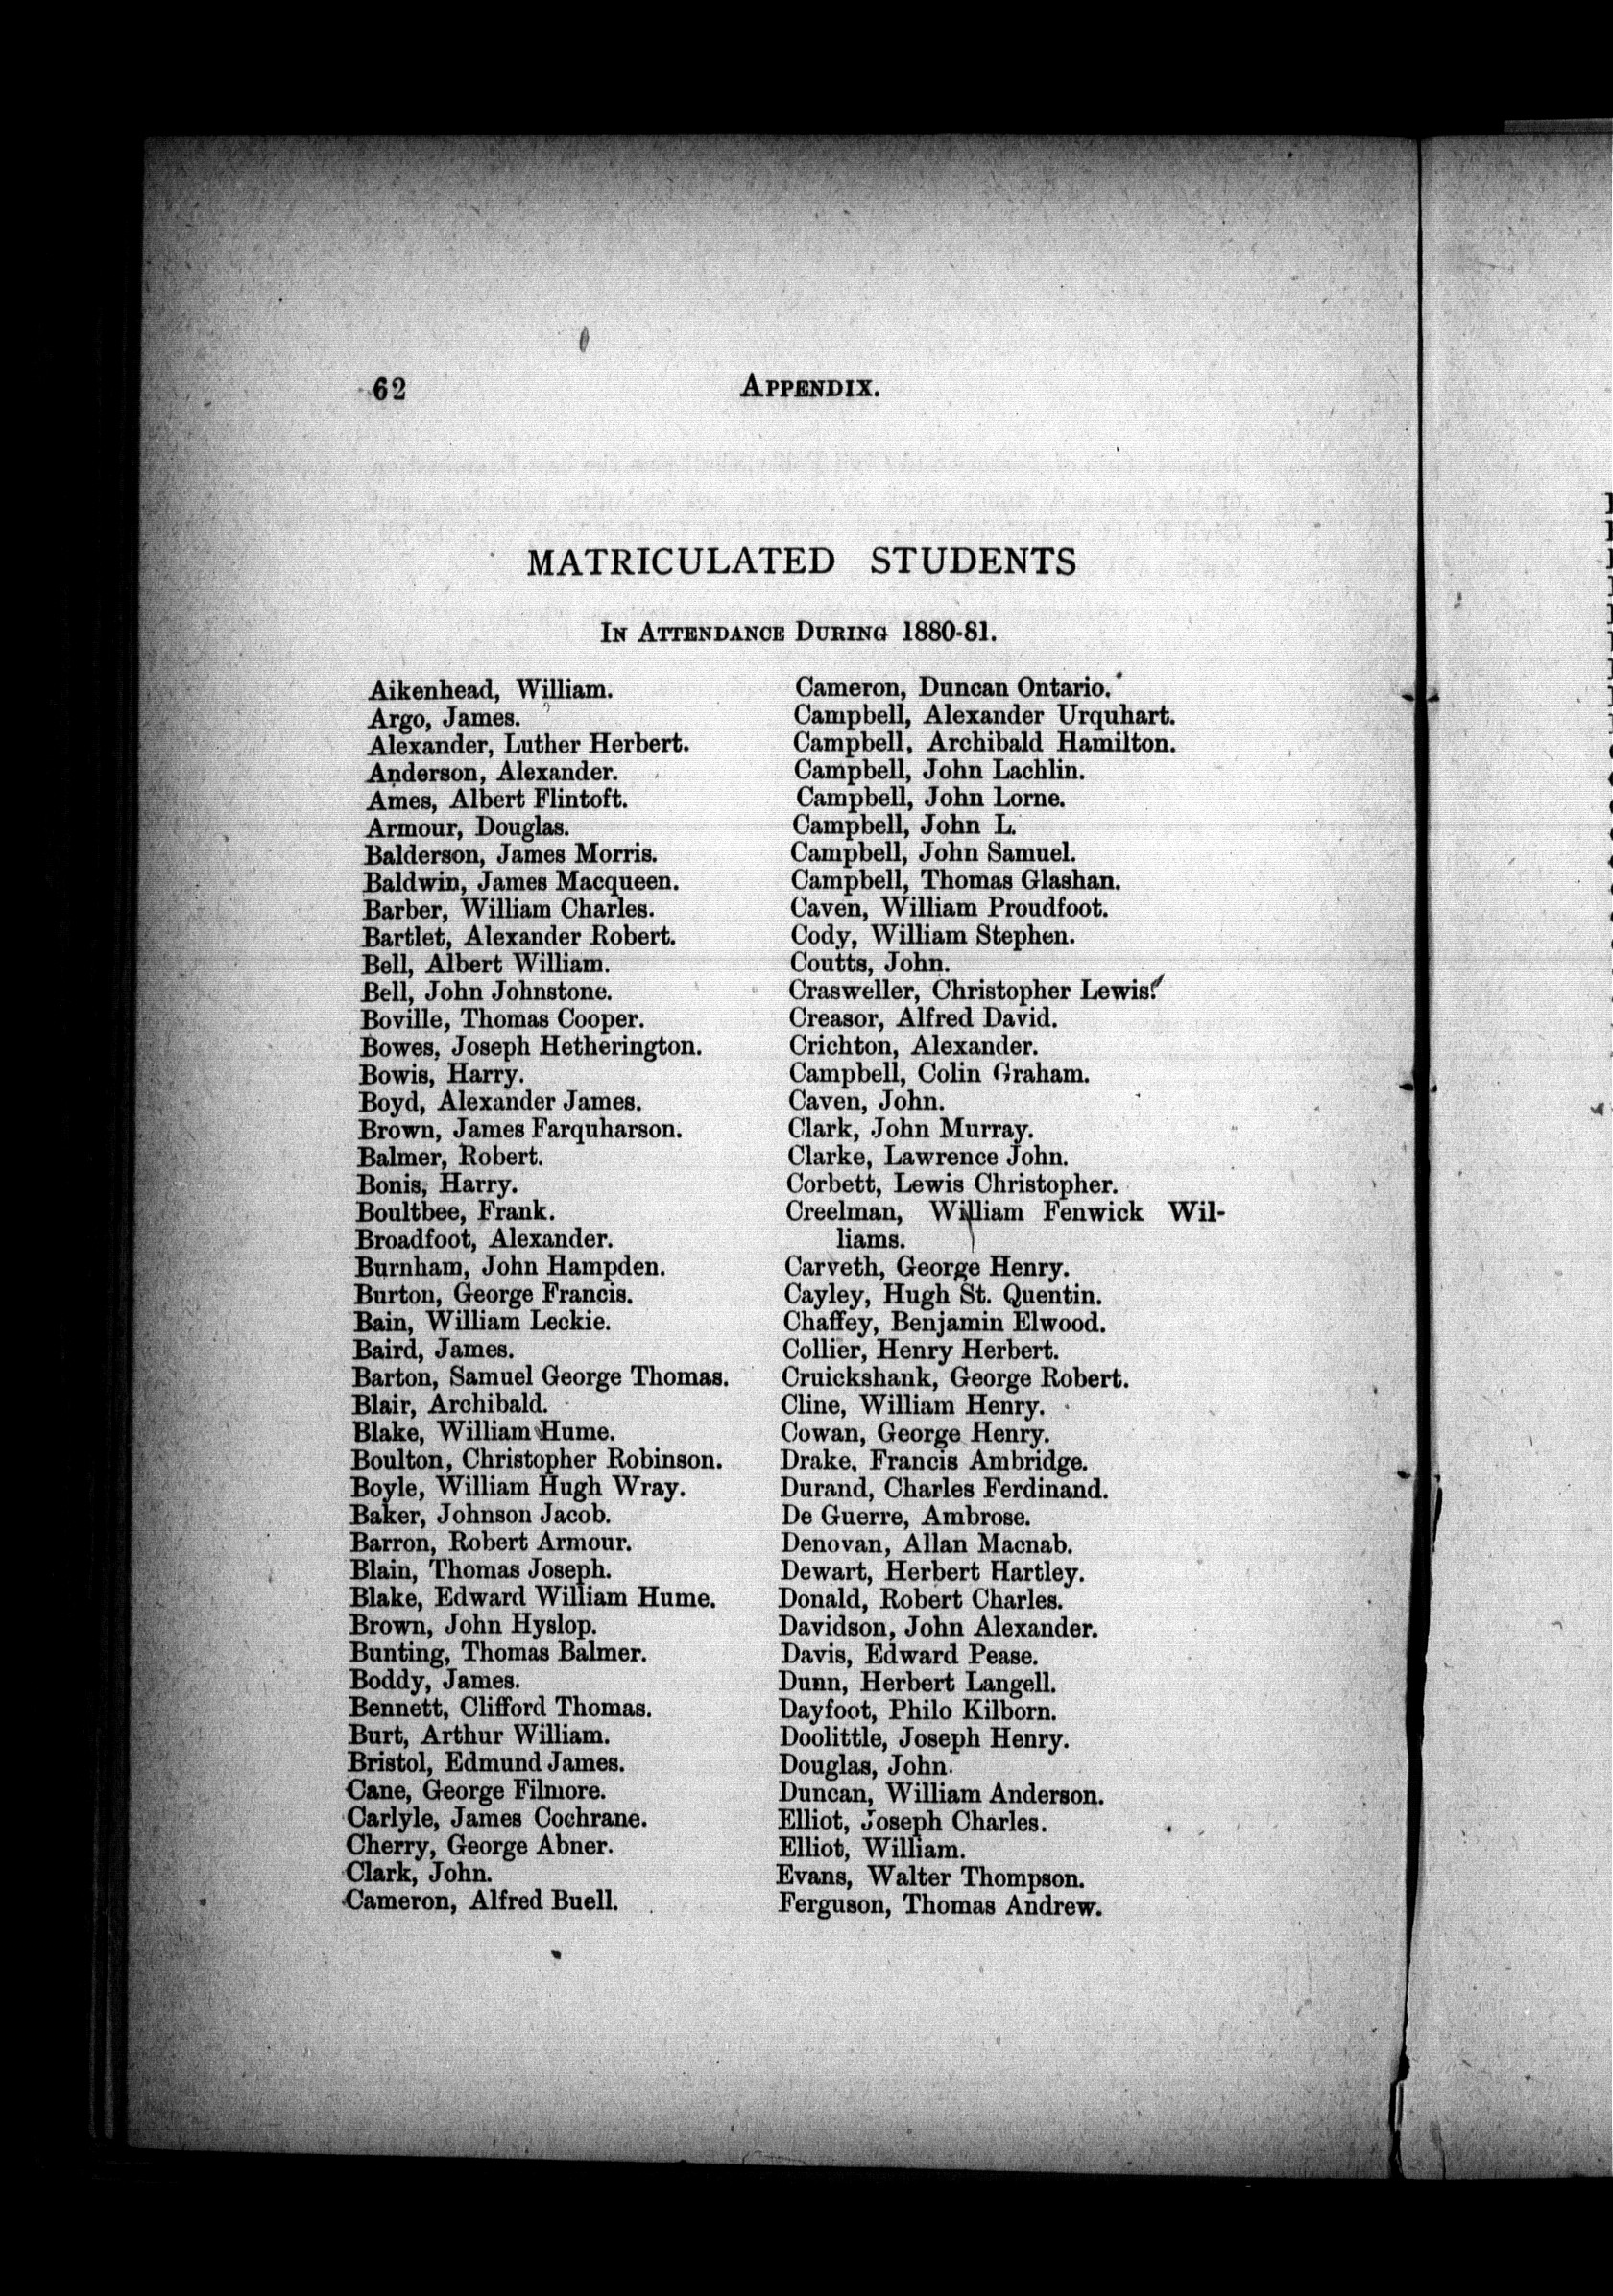 62
APPENDIX.
MATRICULATED STUDENTS
IN ATTENDANCE DURING 1880-81.
Aikenhead, William.
Argo, James.
Alexander, Luther Herbert.
Anderson, Alexander.
Ames, Albert Flintoft.
Armour, Douglas.
Balderson, James Morris.
Baldwin, James Macqueen.
Barber, William Charles.
Bartlet, Alexander Robert.
Bell, Albert William.
Bell, John Johnstone.
Boville, Thomas Cooper.
Bowes, Joseph Hetherington.
Bowis, Harry.
Boyd, Alexander James.
Brown, James Farquharson.
Balmer, Robert.
Bonis, Harry.
Boultbee, Frank.
Broadfoot, Alexander.
Burnham, John Hampden.
Burton, George Francis.
Bain, William Leckie.
Baird, James.
Barton, Samuel George Thomas.
Blair, Archibald.
Blake, William Hume.
Boulton, Christopher Robinson.
Boyle, William Hugh Wray.
Baker, Johnson Jacob.
Barron, Robert Armour.
Blain, Thomas Joseph.
Blake, Edward William Hume.
Brown, John Hyslop.
Bunting, Thomas Balmer.
Boddy, James.
Bennett, Clifford Thomas.
Burt, Arthur William.
Bristol, Edmund James.
Cane, George Filmore.
Carlyle, James Cochrane.
Cherry, George Abner.
Clark, John.
Cameron, Alfred Buell.
Cameron, Duncan Ontario.
Campbell, Alexander Urquhart.
Campbell, Archibald Hamilton.
Campbell, John Lachlin.
Campbell, John Lorne.
Campbell, John L.
Campbell, John Samuel.
Campbell, Thomas Glashan.
Caven, William Proudfoot.
Cody, William Stephen.
Coutts, John.
Crasweller, Christopher Lewis.
Creasor, Alfred David.
Crichton, Alexander.
Campbell, Colin Graham.
Caven, John.
Clark, John Murray.
Clarke, Lawrence John.
Corbett, Lewis Christopher.
Creelman, William Fenwick Wil-
liams.
Carveth, George Henry.
Cayley, Hugh St. Quentin.
Chaffey, Benjamin Elwood.
Collier, Henry Herbert.
Cruickshank, George Robert.
Cline, William Henry.
Cowan, George Henry.
Drake, Francis Ambridge.
Durand, Charles Ferdinand.
De Guerre, Ambrose.
Denovan, Allan Macnab.
Dewart, Herbert Hartley.
Donald, Robert Charles.
Davidson, John Alexander.
Davis, Edward Pease.
Dunn, Herbert Langell.
Dayfoot, Philo Kilborn.
Doolittle, Joseph Henry.
Douglas, John.
Duncan, William Anderson.
Elliot, Joseph Charles.
Elliot, William.
Evans, Walter Thompson.
Ferguson, Thomas Andrew.